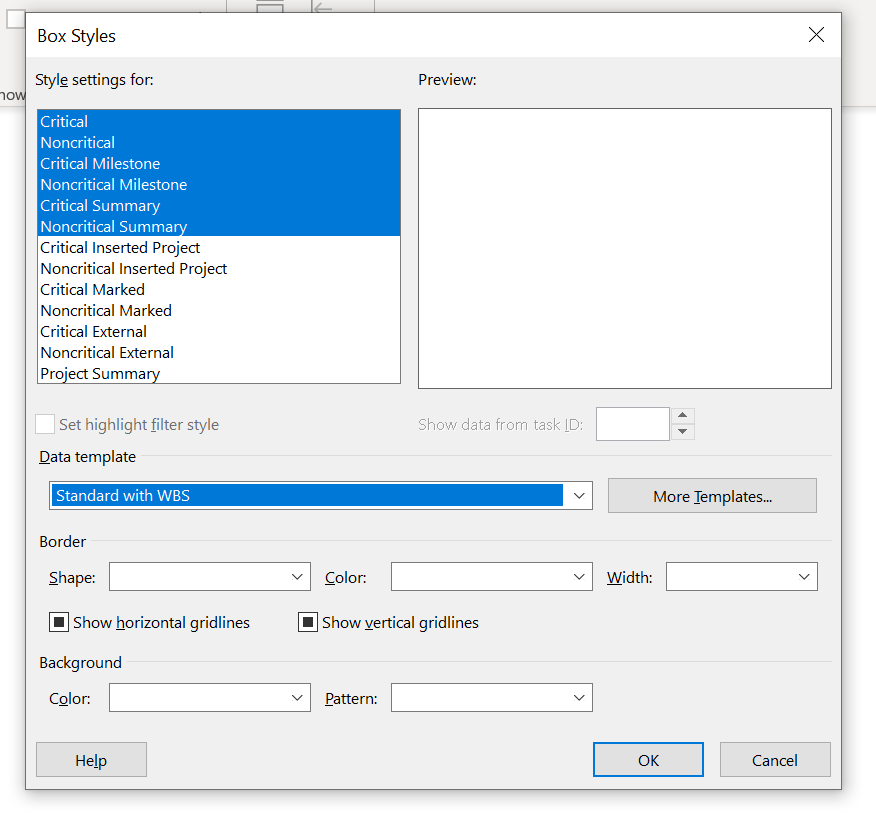 Box Styles
now
Style settings for:
Preview:
Critical
Noncritical
Critical Milestone
Noncritical Milestone
Critical Summary
Noncritical Summary
Critical Inserted Project
Noncritical Inserted Project
Critical Marked
Noncritical Marked
Critical External
Noncritical External
Project Summary
Set highlight filter style
Show data from task ID:
Data template
Standard with WBS
More Templates...
Border
Shape:
Color:
Width:
Show horizontal gridlines
Show vertical gridlines
Background
Color:
Pattern:
Help
OK
Cancel